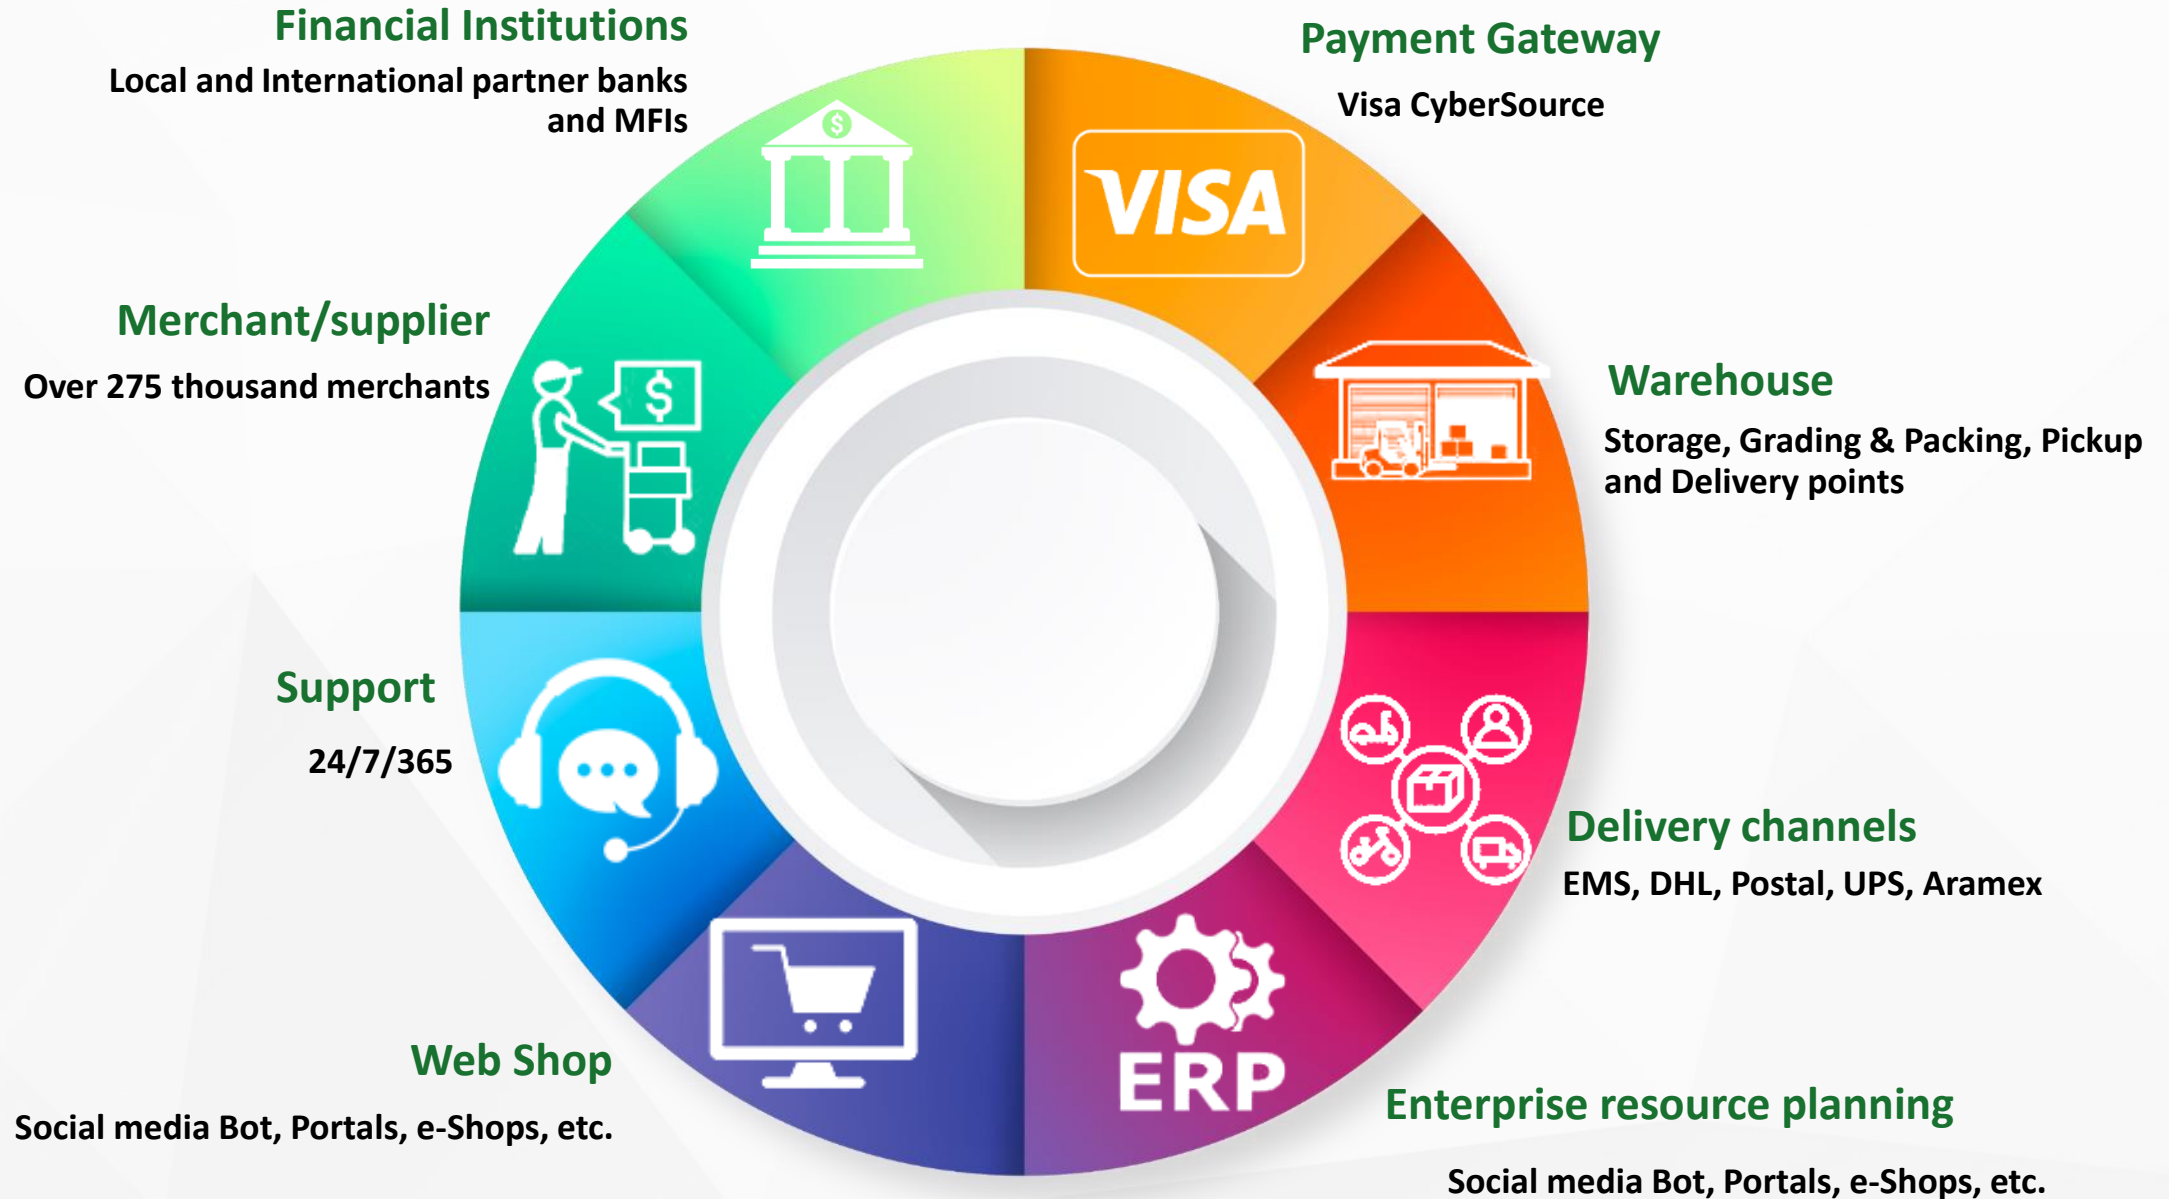 Financial Institutions
Local and International partner banks
and MFIs
Payment Gateway
Visa CyberSource
VISA
Merchant/supplier
Over 275 thousand merchants
Warehouse
Storage, Grading & Packing, Pickup
and Delivery points
Support
24/7/365
Delivery channels
EMS, DHL, Postal, UPS, Aramex
Web Shop
Social media Bot, Portals, e-Shops, etc.
ERP
Enterprise resource planning
Social media Bot, Portals, e-Shops, etc.